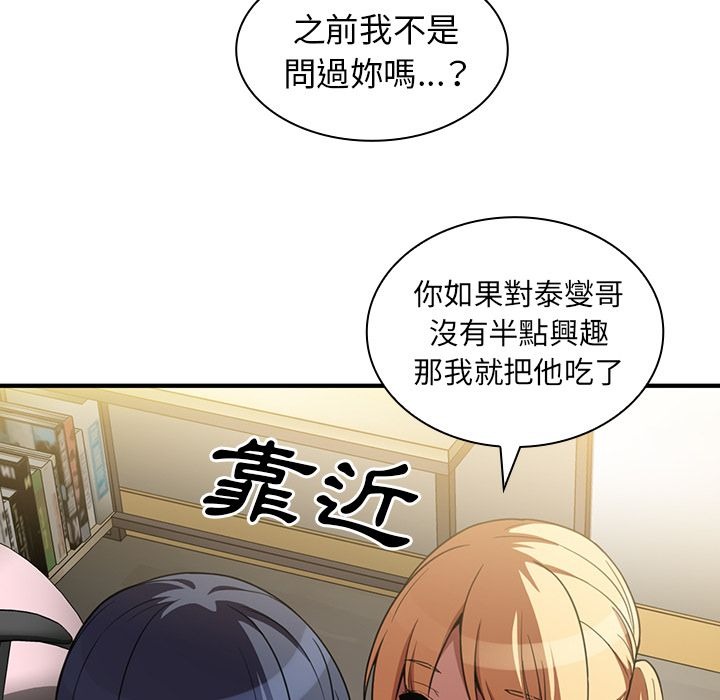 之前我不是
問過妳嗎...？
你如果對泰燮哥
沒有半點興趣
那我就把他吃了
靠近